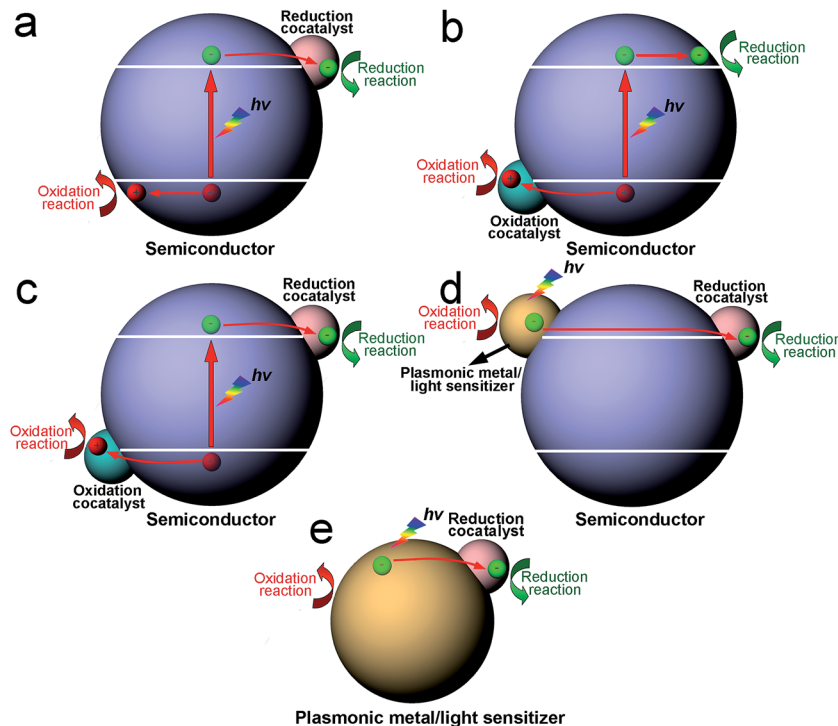 a
Reduction
cocatalyst
-
-
Reduction
reaction
hv
Oxidation
reaction
+
Semiconductor
b
-
-
Reduction
reaction
hv
Oxidation
reaction
+
Oxidation
cocatalyst
Semiconductor
c
Reduction
cocatalyst
-
-
Reduction
reaction
hv
Oxidation
reaction
+
Oxidation
cocatalyst
Semiconductor
d
hv
Reduction
cocatalyst
Oxidation
reaction
-
-
Reduction
reaction
Plasmonic metal/
light sensitizer
Semiconductor
e
hv
Reduction
cocatalyst
Oxidation
reaction
-
-
Reduction
reaction
Plasmonic metal/light sensitizer